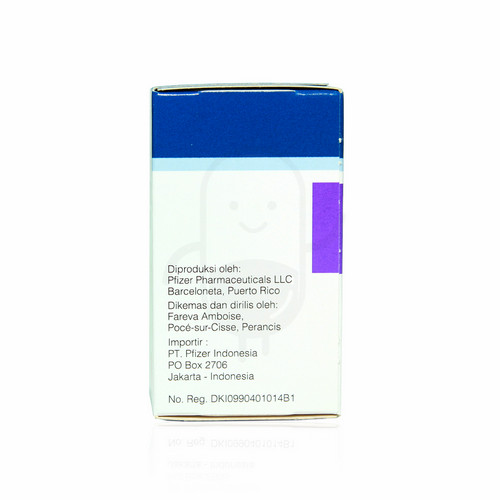 Diproduksi oleh:
Pfizer Pharmaceuticals LLC
Barceloneta, Puerto Rico
Dikemas dan dirilis oleh:
Fareva Amboise,
Pocé-sur-Cisse, Perancis
Importir :
PT. Pfizer Indonesia
PO Box 2706
Jakarta - Indonesia
No. Reg. DKI0990401014B1